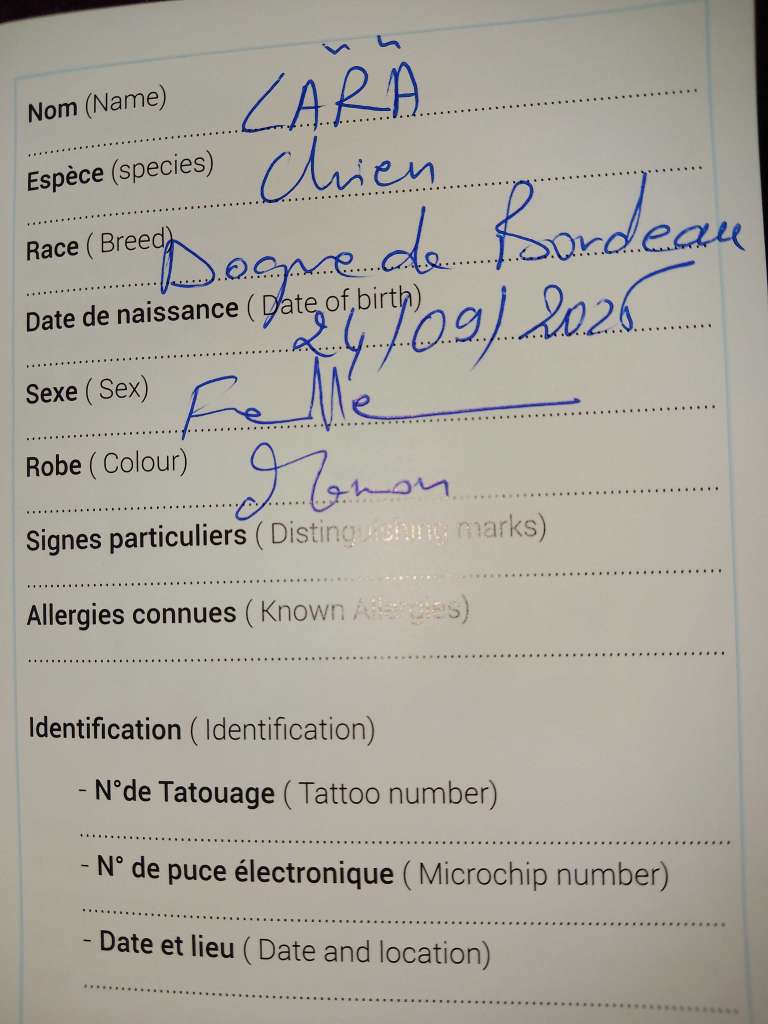 Nom (Name) LARA
Espèce (species) Chien
Race ( Breed) Dogue de Bordeau
Date de naissance ( Date of birth) 24/09/2025
Sexe ( Sex) Femelle
Robe ( Colour)
Signes particuliers ( Distinguishing marks)
Allergies connues ( Known Allergies)
Identification ( Identification)
- N°de Tatouage ( Tattoo number)
- N° de puce électronique ( Microchip number)
- Date et lieu ( Date and location)